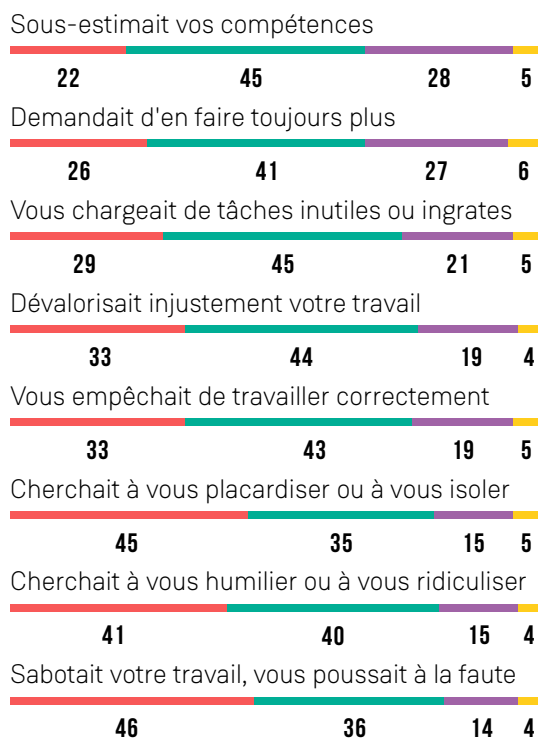 Sous-estimait vos compétences
22 45 28 5
Demandait d'en faire toujours plus
26 41 27 6
Vous chargeait de tâches inutiles ou ingrates
29 45 21 5
Dévalorisait injustement votre travail
33 44 19 4
Vous empêchait de travailler correctement
33 43 19 5
Cherchait à vous placardiser ou à vous isoler
45 35 15 5
Cherchait à vous humilier ou à vous ridiculiser
41 40 15 4
Sabotait votre travail, vous poussait à la faute
46 36 14 4